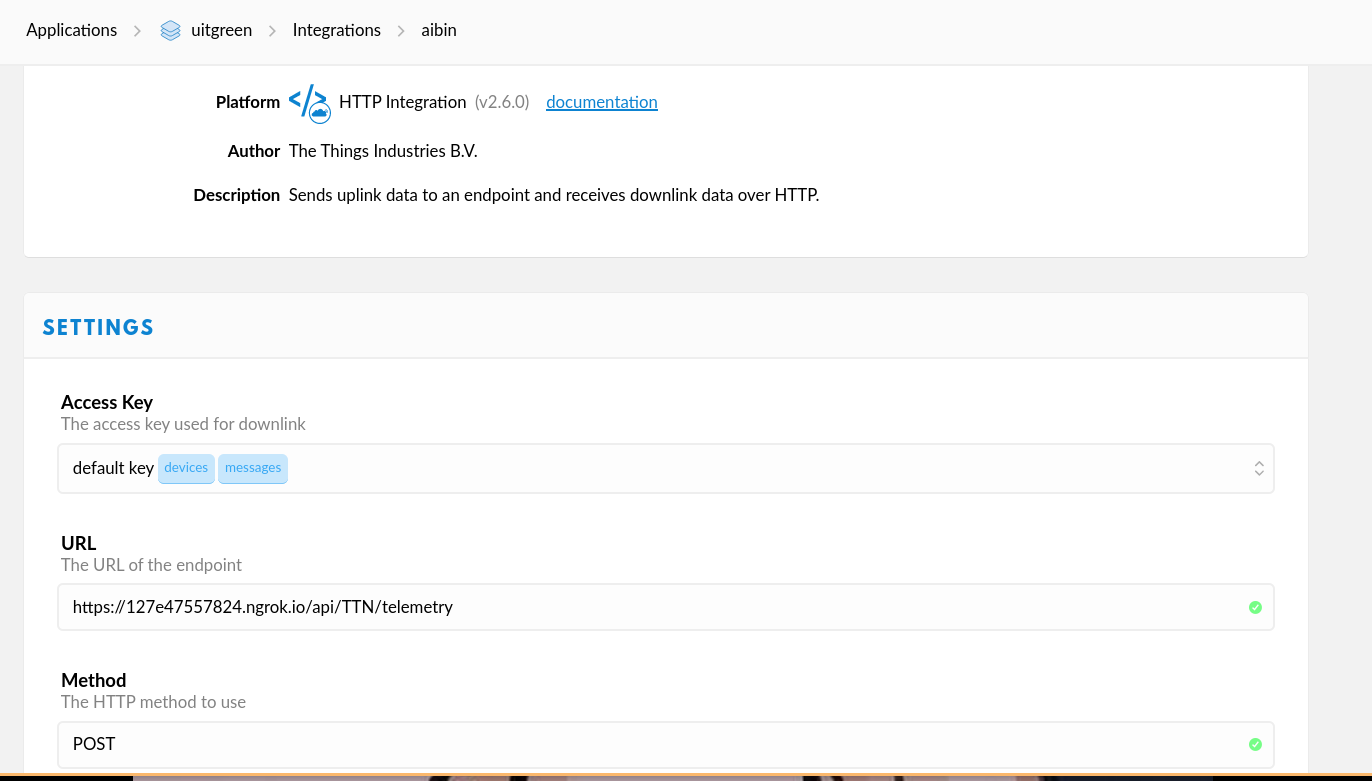 Applications > uitgreen > Integrations > aibin
Platform </> HTTP Integration (v2.6.0) documentation
Author The Things Industries B.V.
Description Sends uplink data to an endpoint and receives downlink data over HTTP.
SETTINGS
Access Key
The access key used for downlink
default key devices messages
URL
The URL of the endpoint
https://127e47557824.ngrok.io/api/TTN/telemetry
Method
The HTTP method to use
POST